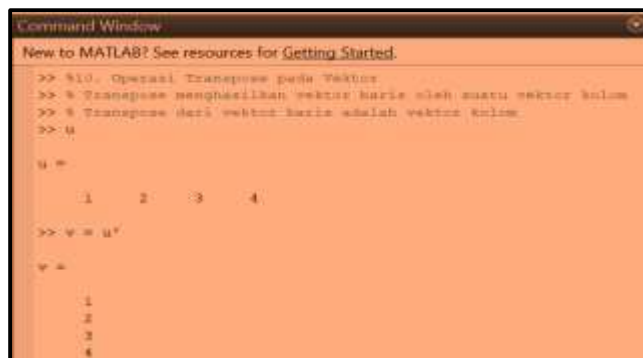 Command Window
New to MATLAB? See resources for Getting Started.
>> %10. Operasi Transpose pada Vektor
>> % Transpose menghasilkan vektor baris oleh suatu vektor kolom
>> % Transpose dari vektor baris adalah vektor kolom
>> u
u =
1 2 3 4
>> v = u'
v =
1
2
3
4